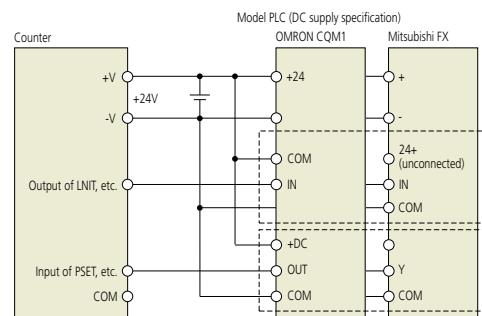 Model PLC (DC supply specification)
Counter
OMRON CQM1
Mitsubishi FX
+V
+24
+
+24V
-V
-
COM
24+
(unconnected)
Output of LNIT, etc.
IN
IN
COM
+DC
Input of PSET, etc.
OUT
Y
COM
COM
COM